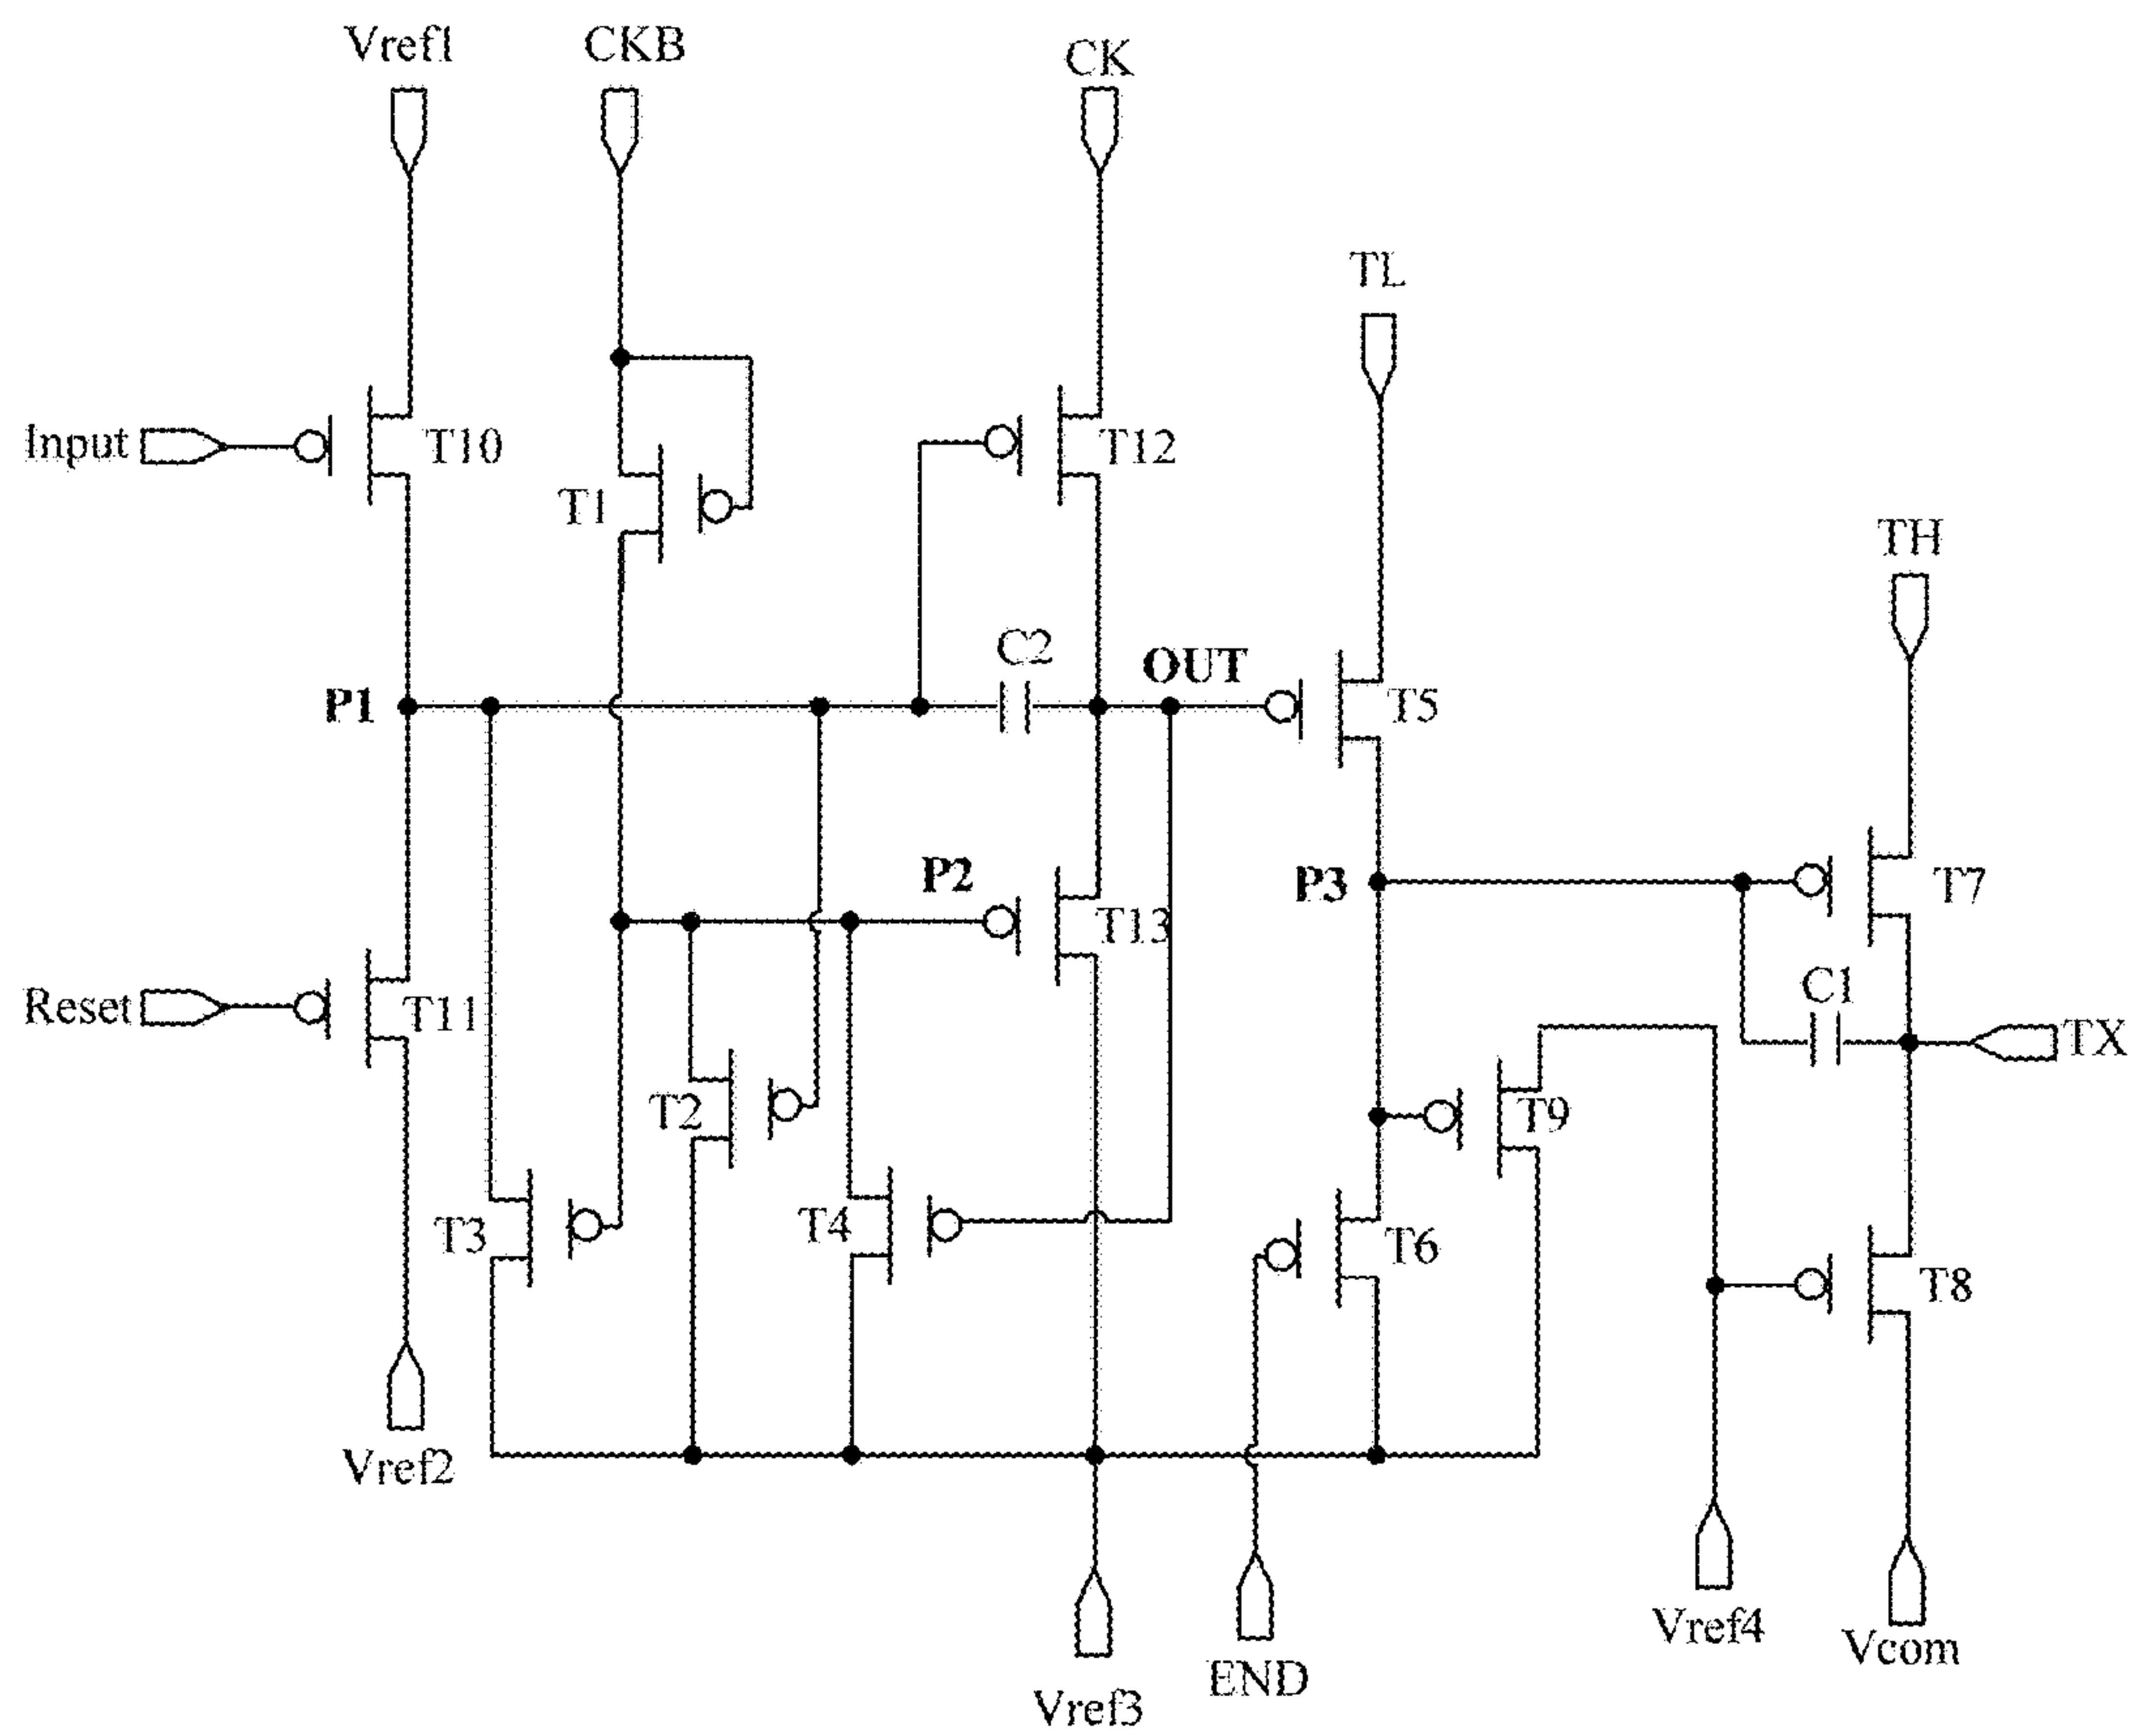 Vref1
CKB
CK
TL
TH
Input
T10
T12
T1
C2
OUT
P1
T5
P2
P3
T7
T13
C1
Reset
T11
TX
T2
T9
T3
T4
T6
T8
Vref2
Vref4
Vcom
END
Vref3